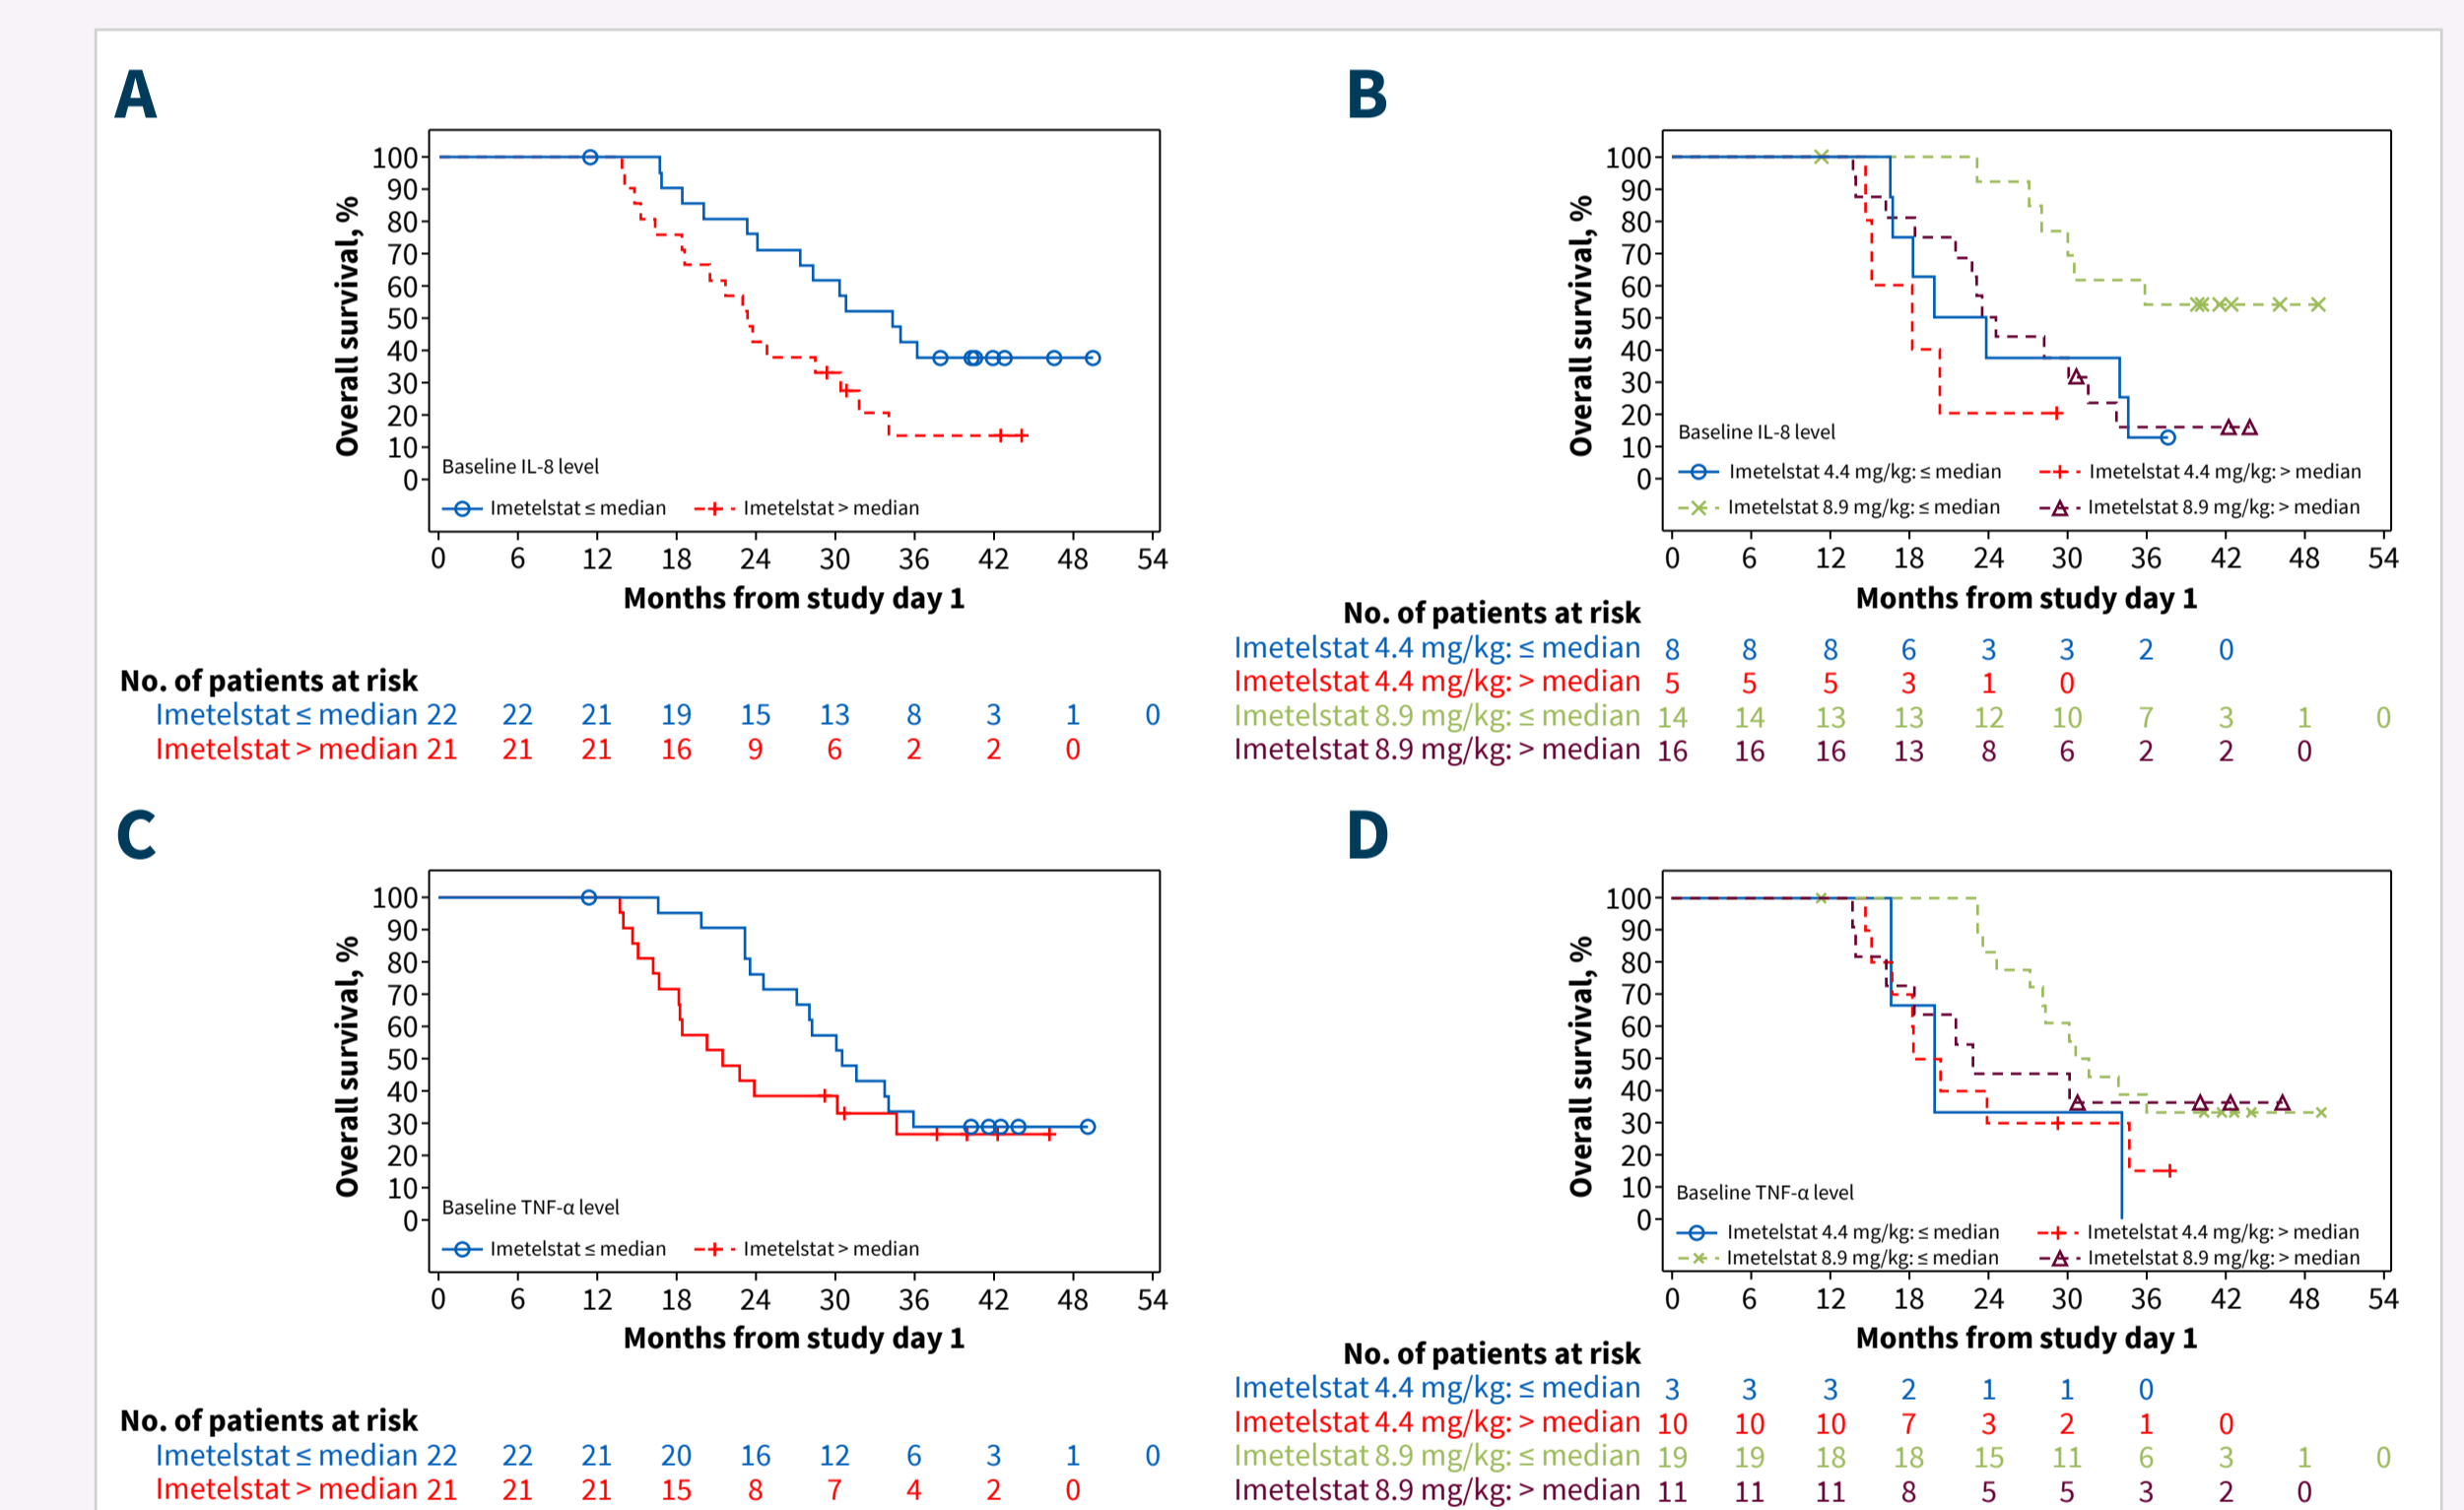 A
Overall survival, %
100
90
80
70
60
50
40
30
20
10
0
Baseline IL-8 level
Imetelstat ≤ median Imetelstat > median
0 6 12 18 24 30 36 42 48 54
Months from study day 1
No. of patients at risk
Imetelstat ≤ median 22 22 21 19 15 13 8 3 1 0
Imetelstat > median 21 21 21 16 9 6 2 2 0
B
Overall survival, %
100
90
80
70
60
50
40
30
20
10
0
Baseline IL-8 level
Imetelstat 4.4 mg/kg: ≤ median Imetelstat 4.4 mg/kg: > median
Imetelstat 8.9 mg/kg: ≤ median Imetelstat 8.9 mg/kg: > median
0 6 12 18 24 30 36 42 48 54
Months from study day 1
No. of patients at risk
Imetelstat 4.4 mg/kg: ≤ median 8 8 8 6 3 3 2 0
Imetelstat 4.4 mg/kg: > median 5 5 5 3 1 0
Imetelstat 8.9 mg/kg: ≤ median 14 14 13 13 12 10 7 3 1 0
Imetelstat 8.9 mg/kg: > median 16 16 16 13 8 6 2 2 0
C
Overall survival, %
100
90
80
70
60
50
40
30
20
10
0
Baseline TNF-α level
Imetelstat ≤ median Imetelstat > median
0 6 12 18 24 30 36 42 48 54
Months from study day 1
No. of patients at risk
Imetelstat ≤ median 22 22 21 20 16 12 6 3 1 0
Imetelstat > median 21 21 21 15 8 7 4 2 0
D
Overall survival, %
100
90
80
70
60
50
40
30
20
10
0
Baseline TNF-α level
Imetelstat 4.4 mg/kg: ≤ median Imetelstat 4.4 mg/kg: > median
Imetelstat 8.9 mg/kg: ≤ median Imetelstat 8.9 mg/kg: > median
0 6 12 18 24 30 36 42 48 54
Months from study day 1
No. of patients at risk
Imetelstat 4.4 mg/kg: ≤ median 3 3 3 2 1 1 0
Imetelstat 4.4 mg/kg: > median 10 10 10 7 3 2 1 0
Imetelstat 8.9 mg/kg: ≤ median 19 19 18 18 15 11 6 3 1 0
Imetelstat 8.9 mg/kg: > median 11 11 11 8 5 5 3 2 0